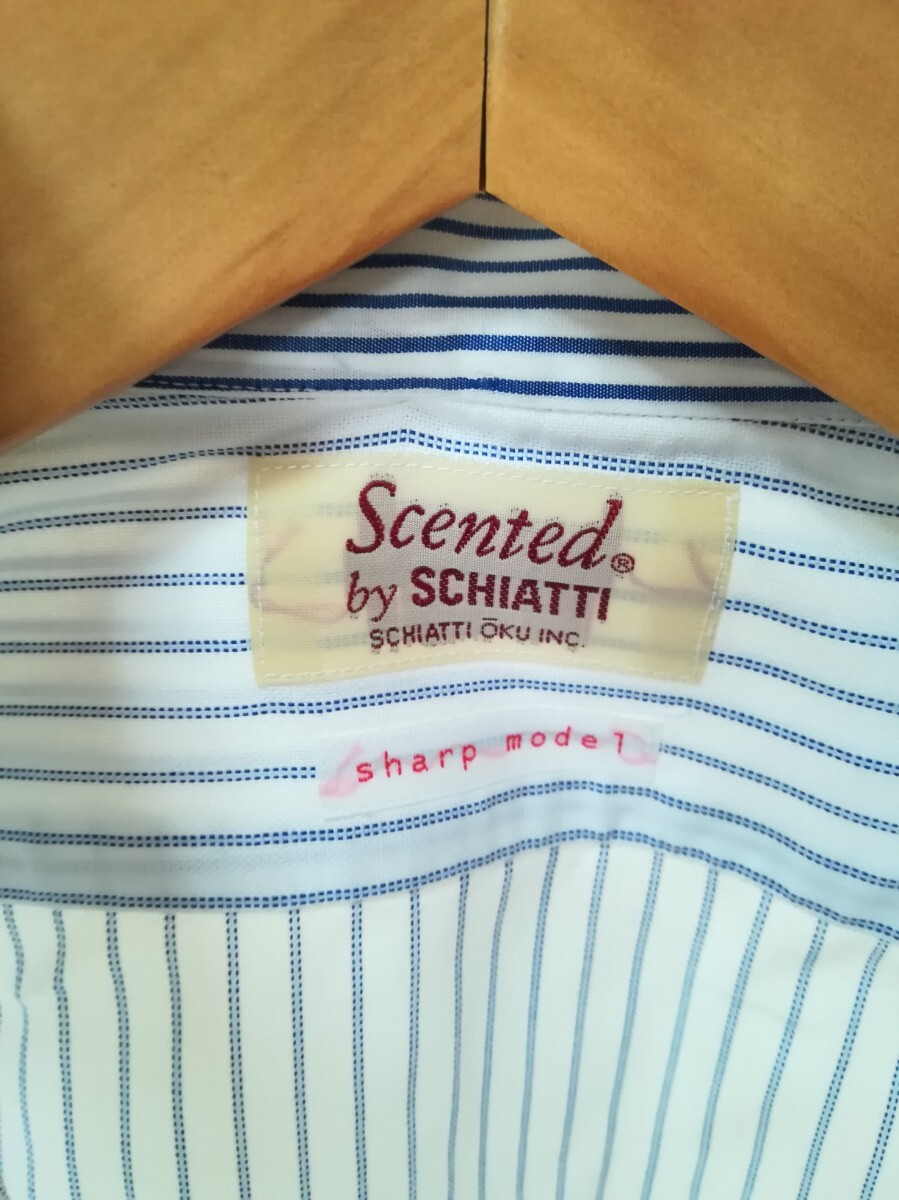 Scented®
by SCHIATTI
SCHIATTI ŌKU INC.
sharp model